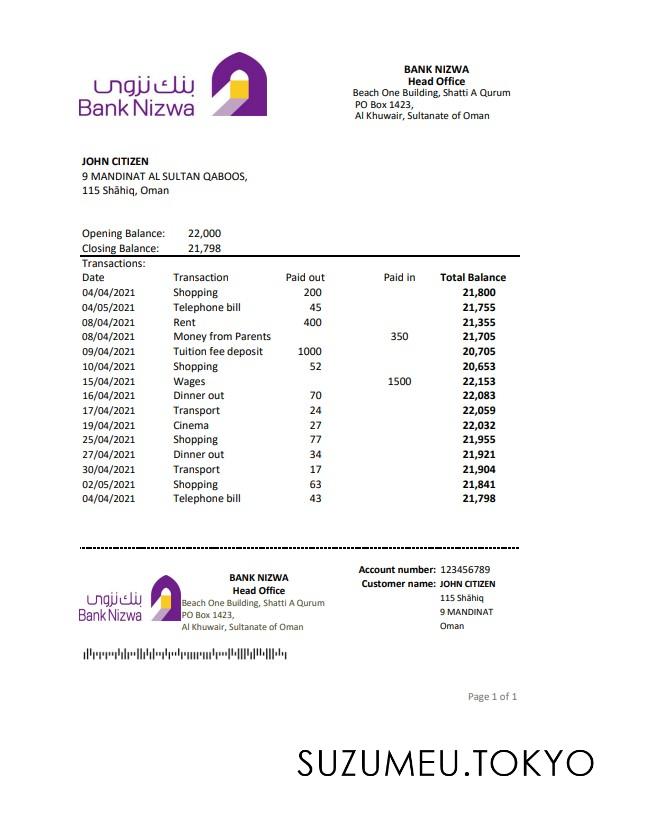 بنك نزوى
Bank Nizwa
BANK NIZWA
Head Office
Beach One Building, Shatti A Qurum
PO Box 1423,
Al Khuwair, Sultanate of Oman
JOHN CITIZEN
9 MANDINAT AL SULTAN QABOOS,
115 Shāhiq, Oman
Opening Balance: 22,000
Closing Balance: 21,798
Transactions:
Date Transaction Paid out Paid in Total Balance
04/04/2021 Shopping 200 21,800
04/05/2021 Telephone bill 45 21,755
08/04/2021 Rent 400 21,355
08/04/2021 Money from Parents 350 21,705
09/04/2021 Tuition fee deposit 1000 20,705
10/04/2021 Shopping 52 20,653
15/04/2021 Wages 1500 22,153
16/04/2021 Dinner out 70 22,083
17/04/2021 Transport 24 22,059
19/04/2021 Cinema 27 22,032
25/04/2021 Shopping 77 21,955
27/04/2021 Dinner out 34 21,921
30/04/2021 Transport 17 21,904
02/05/2021 Shopping 63 21,841
04/04/2021 Telephone bill 43 21,798
بنك نزوى
Bank Nizwa
BANK NIZWA
Head Office
Beach One Building, Shatti A Qurum
PO Box 1423,
Al Khuwair, Sultanate of Oman
Account number: 123456789
Customer name: JOHN CITIZEN
115 Shāhiq
9 MANDINAT
Oman
Page 1 of 1
SUZUMEU.TOKYO